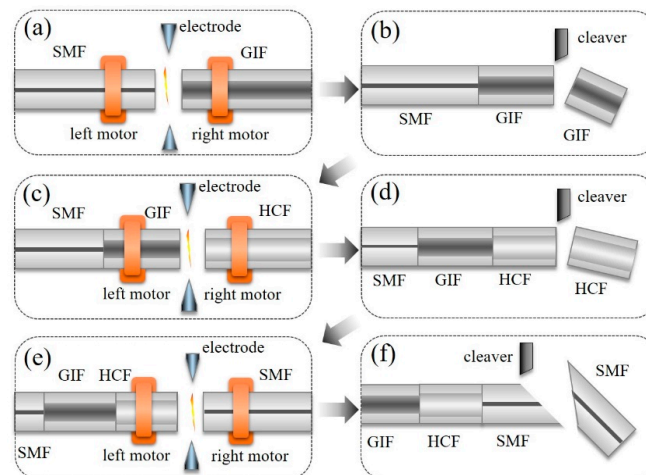 (a)
electrode
SMF
GIF
left motor
right motor
(b)
cleaver
SMF
GIF
GIF
(c)
electrode
SMF
GIF
HCF
left motor
right motor
(d)
cleaver
SMF
GIF
HCF
HCF
(e)
electrode
GIF
HCF
SMF
SMF
left motor
right motor
(f)
cleaver
SMF
GIF
HCF
SMF